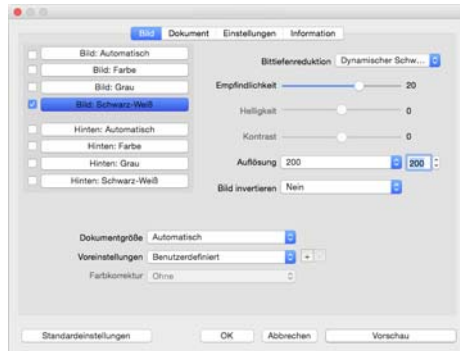 Bild Dokument Einstellungen Information
Bild: Automatisch
Bild: Farbe
Bild: Grau
Bild: Schwarz-Weiß
Hinten: Automatisch
Hinten: Farbe
Hinten: Grau
Hinten: Schwarz-Weiß
Bittiefenreduktion Dynamischer Schw...
Empfindlichkeit 20
Helligkeit 0
Kontrast 0
Auflösung 200 200
Bild invertieren Nein
Dokumentgröße Automatisch
Voreinstellungen Benutzerdefiniert + -
Farbkorrektur Ohne
Standardeinstellungen OK Abbrechen Vorschau